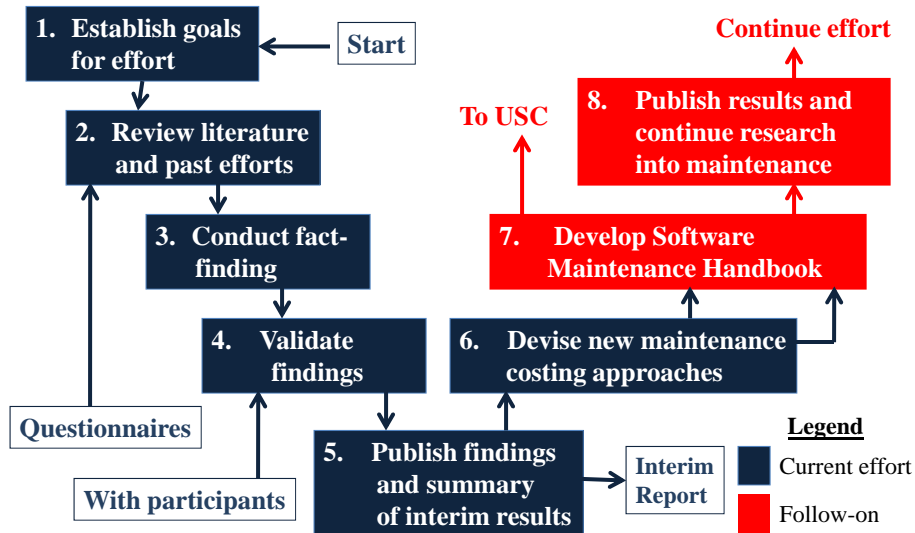 1. Establish goals
for effort
Start
2. Review literature
and past efforts
3. Conduct fact-
finding
4. Validate
findings
Questionnaires
With participants
5. Publish findings
and summary
of interim results
Interim
Report
6. Devise new maintenance
costing approaches
7. Develop Software
Maintenance Handbook
To USC
8. Publish results and
continue research
into maintenance
Continue effort
Legend
Current effort
Follow-on